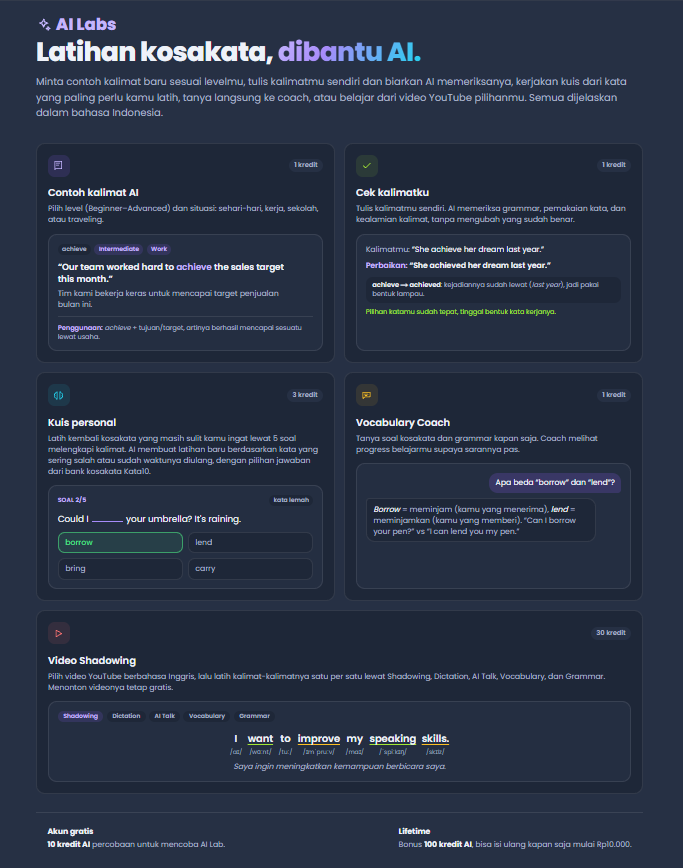 AI Labs
Latihan kosakata, dibantu AI.
Minta contoh kalimat baru sesuai levelmu, tulis kalimatmu sendiri dan biarkan AI memeriksanya, kerjakan kuis dari kata
yang paling perlu kamu latih, tanya langsung ke coach, atau belajar dari video YouTube pilihanmu. Semua dijelaskan
dalam bahasa Indonesia.
1 kredit
Contoh kalimat AI
Pilih level (Beginner–Advanced) dan situasi: sehari-hari, kerja, sekolah,
atau traveling.
achieve Intermediate Work
“Our team worked hard to achieve the sales target
this month.”
Tim kami bekerja keras untuk mencapai target penjualan
bulan ini.
Penggunaan: achieve + tujuan/target, artinya berhasil mencapai sesuatu
lewat usaha.
1 kredit
Cek kalimatku
Tulis kalimatmu sendiri. AI memeriksa grammar, pemakaian kata, dan
kealamian kalimat, tanpa mengubah yang sudah benar.
Kalimatmu: “She achieve her dream last year.”
Perbaikan: “She achieved her dream last year.”
achieve → achieved: kejadiannya sudah lewat (last year), jadi pakai
bentuk lampau.
Pilihan katamu sudah tepat, tinggal bentuk kata kerjanya.
3 kredit
Kuis personal
Latih kembali kosakata yang masih sulit kamu ingat lewat 5 soal
melengkapi kalimat. AI membuat latihan baru berdasarkan kata yang
sering salah atau sudah waktunya diulang, dengan pilihan jawaban
dari bank kosakata Kata10.
SOAL 2/5 kata lemah
Could I ______ your umbrella? It's raining.
borrow lend
bring carry
1 kredit
Vocabulary Coach
Tanya soal kosakata dan grammar kapan saja. Coach melihat
progress belajarmu supaya sarannya pas.
Apa beda “borrow” dan “lend”?
Borrow = meminjam (kamu yang menerima), lend =
meminjamkan (kamu yang memberi). “Can I borrow
your pen?” vs “I can lend you my pen.”
30 kredit
Video Shadowing
Pilih video YouTube berbahasa Inggris, lalu latih kalimat-kalimatnya satu per satu lewat Shadowing, Dictation, AI Talk, Vocabulary, dan Grammar.
Menonton videonya tetap gratis.
Shadowing Dictation AI Talk Vocabulary Grammar
I want to improve my speaking skills.
Saya ingin meningkatkan kemampuan berbicara saya.
Akun gratis
10 kredit AI percobaan untuk mencoba AI Lab.
Lifetime
Bonus 100 kredit AI, bisa isi ulang kapan saja mulai Rp10.000.